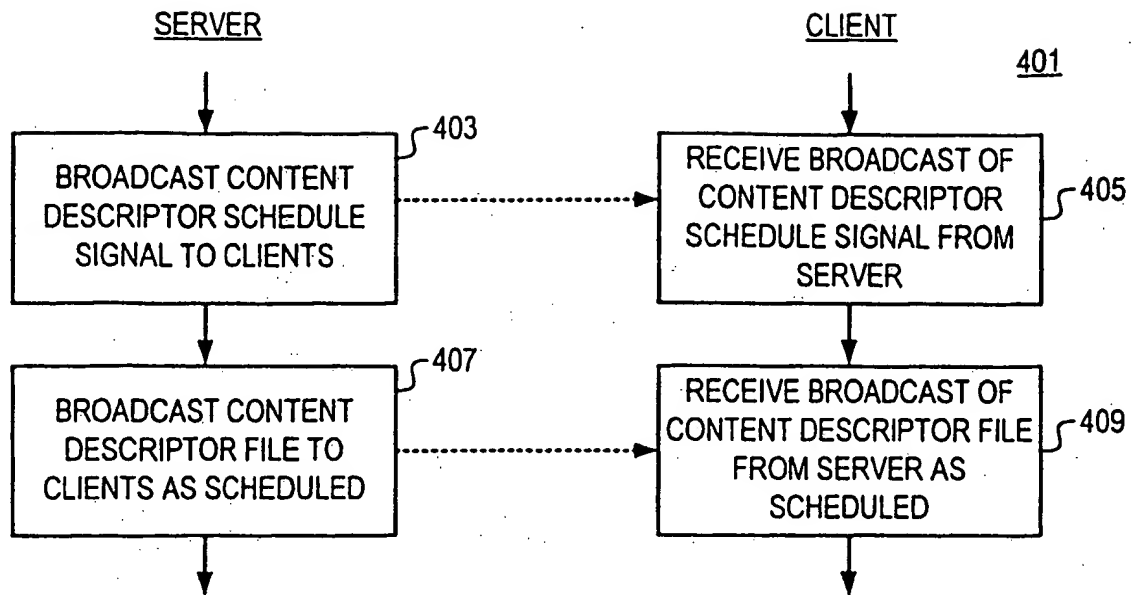 SERVER
CLIENT
401
403
BROADCAST CONTENT
DESCRIPTOR SCHEDULE
SIGNAL TO CLIENTS
RECEIVE BROADCAST OF
CONTENT DESCRIPTOR
SCHEDULE SIGNAL FROM
SERVER
405
407
BROADCAST CONTENT
DESCRIPTOR FILE TO
CLIENTS AS SCHEDULED
RECEIVE BROADCAST OF
CONTENT DESCRIPTOR FILE
FROM SERVER AS
SCHEDULED
409